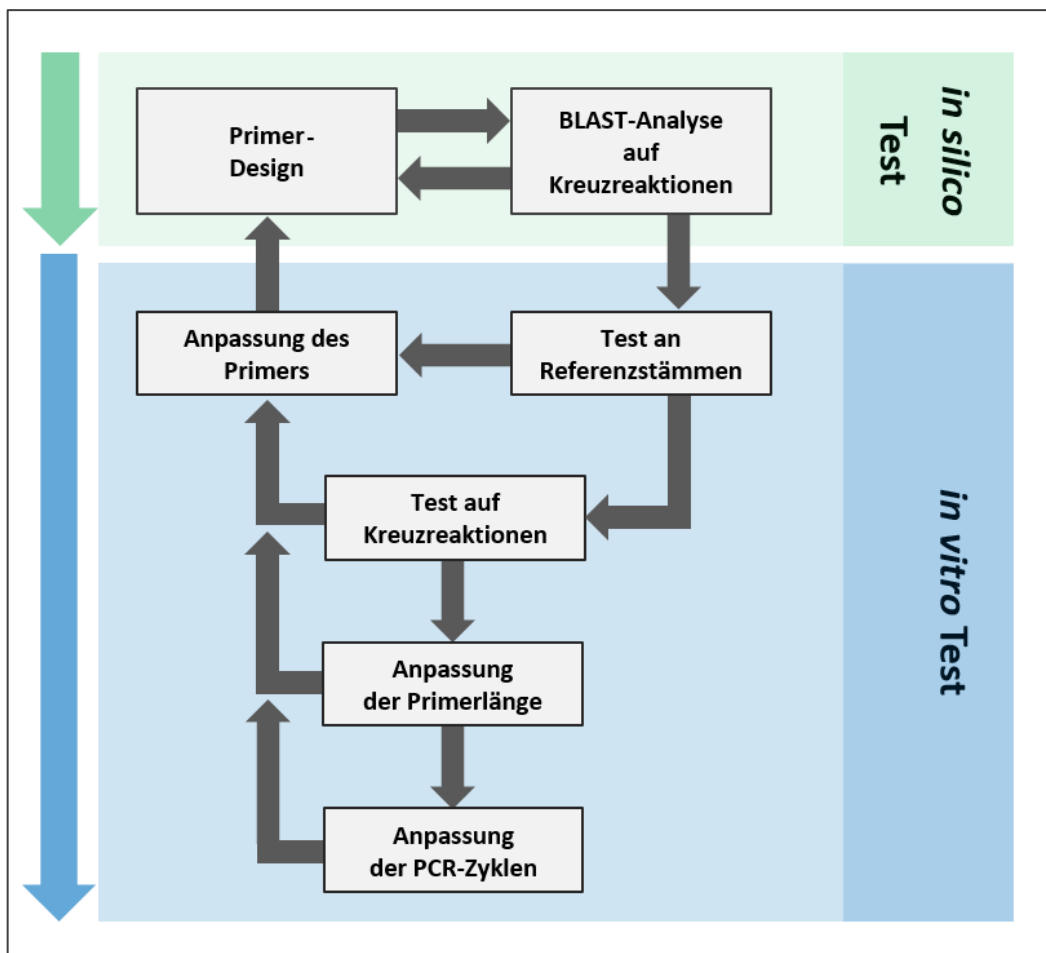 Primer-
Design
BLAST-Analyse
auf
Kreuzreaktionen
in silico
Test
Anpassung des
Primers
Test an
Referenzstämmen
Test auf
Kreuzreaktionen
in vitro Test
Anpassung
der Primerlänge
Anpassung
der PCR-Zyklen